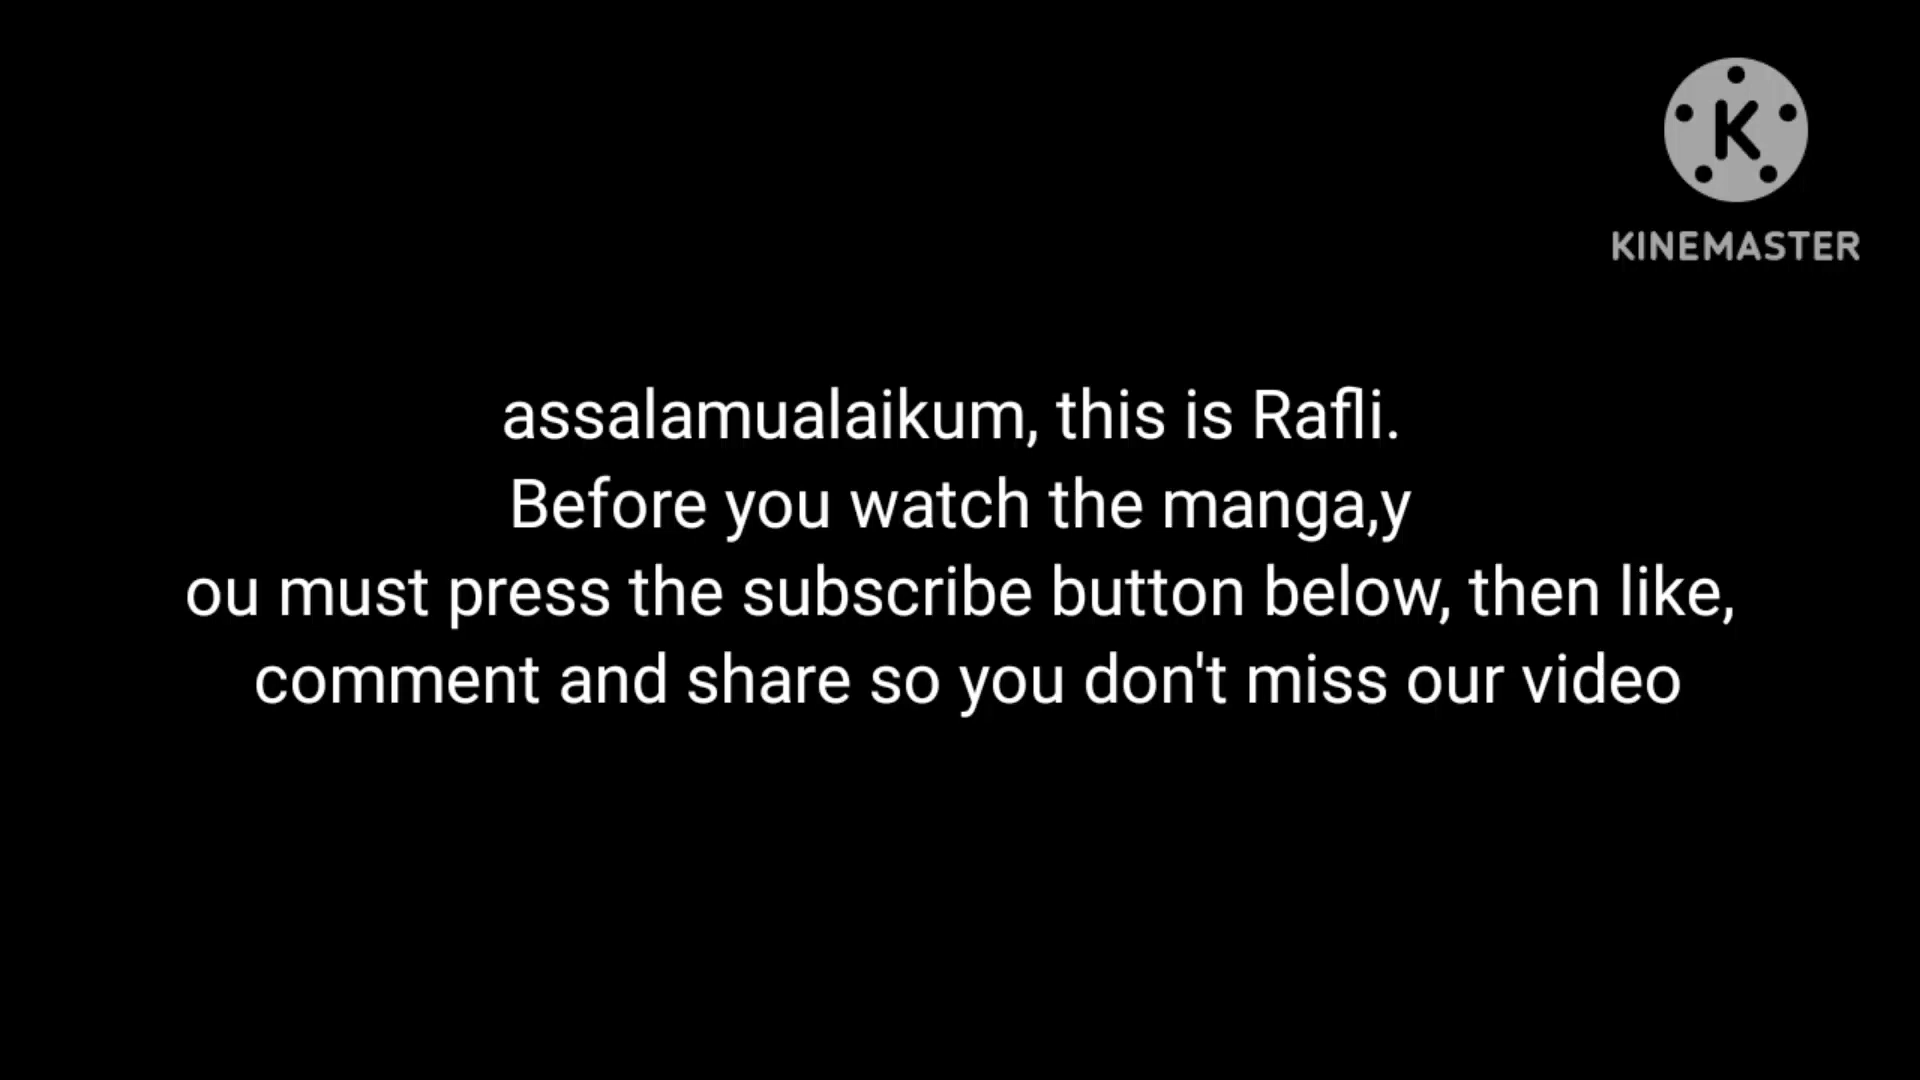 K
KINEMASTER
assalamualaikum, this is Rafli.
Before you watch the manga,y
ou must press the subscribe button below, then like,
comment and share so you don't miss our video